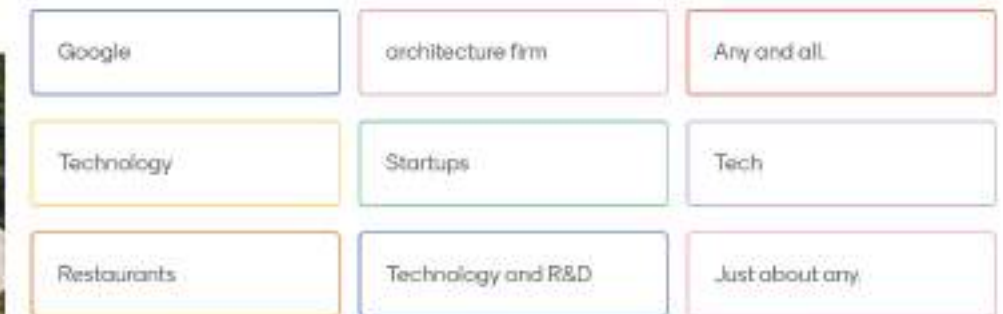 Google
architecture firm
Any and all.
Technology
Startups
Tech
Restaurants
Technology and R&D
Just about any.